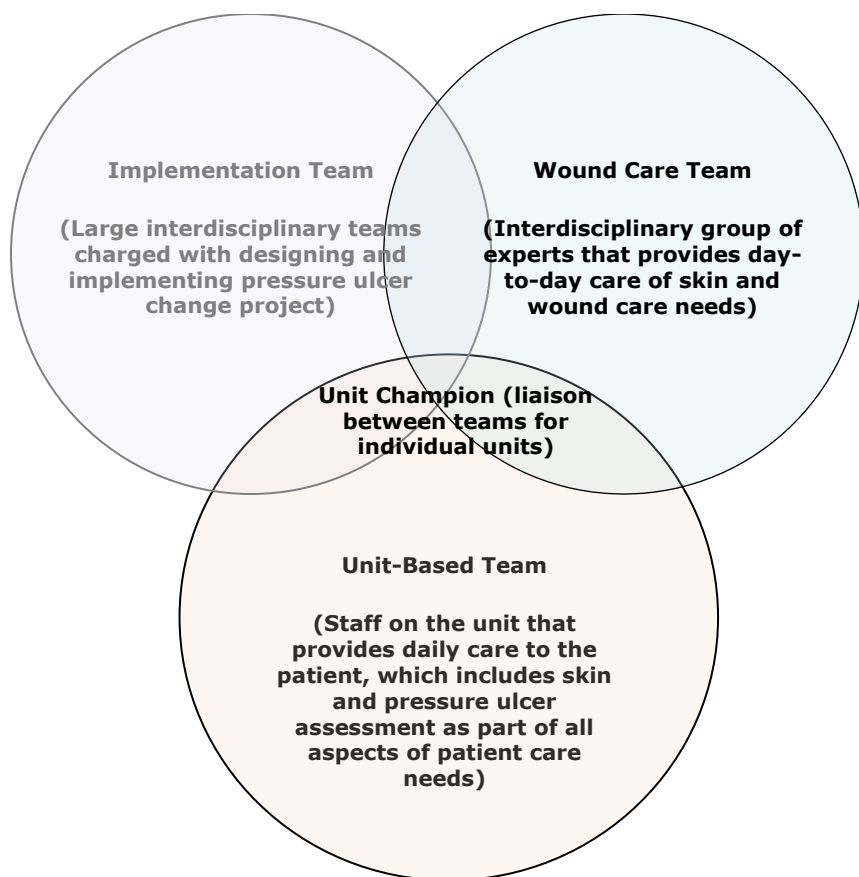 Implementation Team
(Large interdisciplinary teams
charged with designing and
implementing pressure ulcer
change project)
Wound Care Team
(Interdisciplinary group of
experts that provides day-
to-day care of skin and
wound care needs)
Unit Champion (liaison
between teams for
individual units)
Unit-Based Team
(Staff on the unit that
provides daily care to the
patient, which includes skin
and pressure ulcer
assessment as part of all
aspects of patient care
needs)